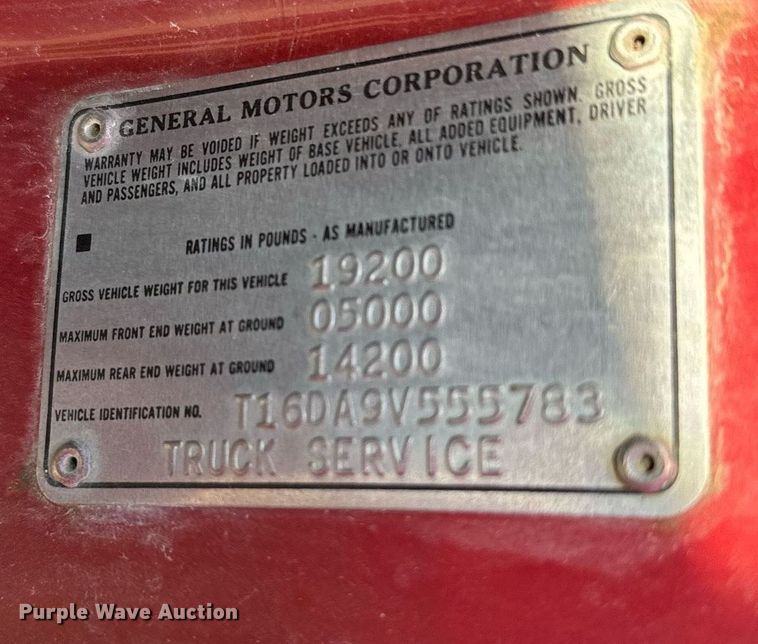 GENERAL MOTORS CORPORATION
WARRANTY MAY BE VOIDED IF WEIGHT EXCEEDS ANY OF RATINGS SHOWN. GROSS
VEHICLE WEIGHT INCLUDES WEIGHT OF BASE VEHICLE, ALL ADDED EQUIPMENT, DRIVER
AND PASSENGERS, AND ALL PROPERTY LOADED INTO OR ONTO VEHICLE.
RATINGS IN POUNDS - AS MANUFACTURED
GROSS VEHICLE WEIGHT FOR THIS VEHICLE 19200
MAXIMUM FRONT END WEIGHT AT GROUND 05000
MAXIMUM REAR END WEIGHT AT GROUND 14200
VEHICLE IDENTIFICATION NO. T16DA9V555783
TRUCK SERVICE
Purple Wave Auction